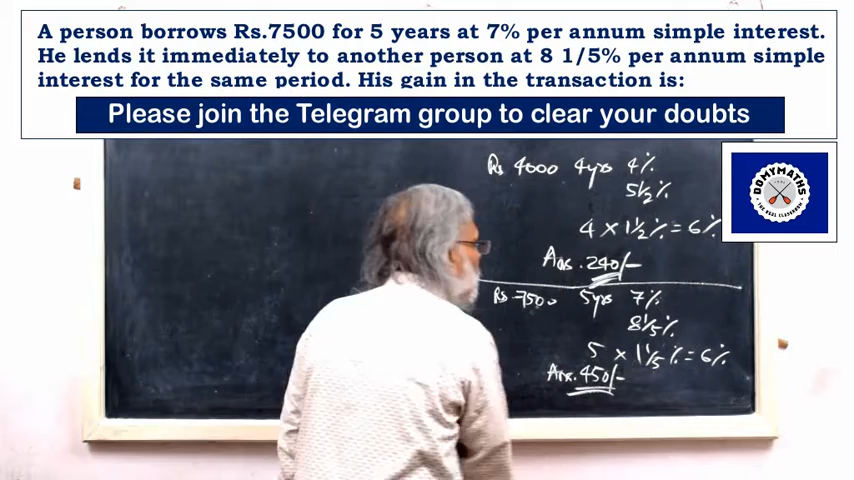 A person borrows Rs.7500 for 5 years at 7% per annum simple interest.
He lends it immediately to another person at 8 1/5% per annum simple
interest for the same period. His gain in the transaction is:
Please join the Telegram group to clear your doubts
DOMYMATHS
THE REAL CLASSROOM
Rs 4000 4yrs 4%
5½%
4 × 1½% = 6%
Ans. 240/-
Rs 7500 5yrs 7%
8⅕%
5 × 1⅕% = 6%
Ans. 450/-